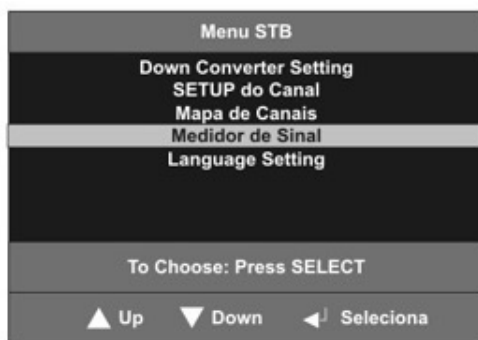 Menu STB
Down Converter Setting
SETUP do Canal
Mapa de Canais
Medidor de Sinal
Language Setting
To Choose: Press SELECT
Up Down Seleciona